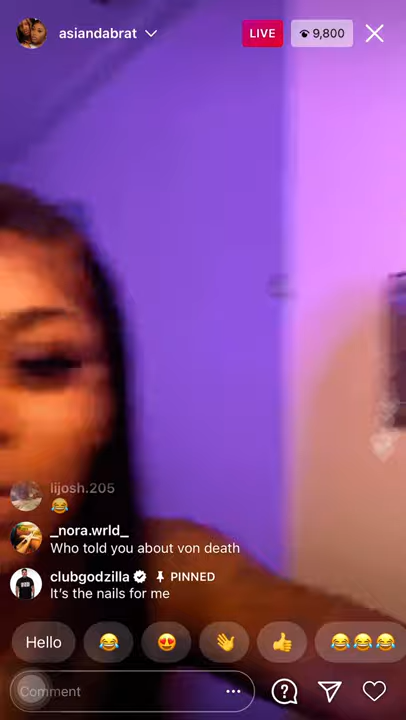 asiandabrat
LIVE
9,800
lijosh.205
😂
_nora.wrld_
Who told you about von death
clubgodzilla PINNED
It's the nails for me
Hello 😂 😍 👋 👍 😂😂😂
Comment